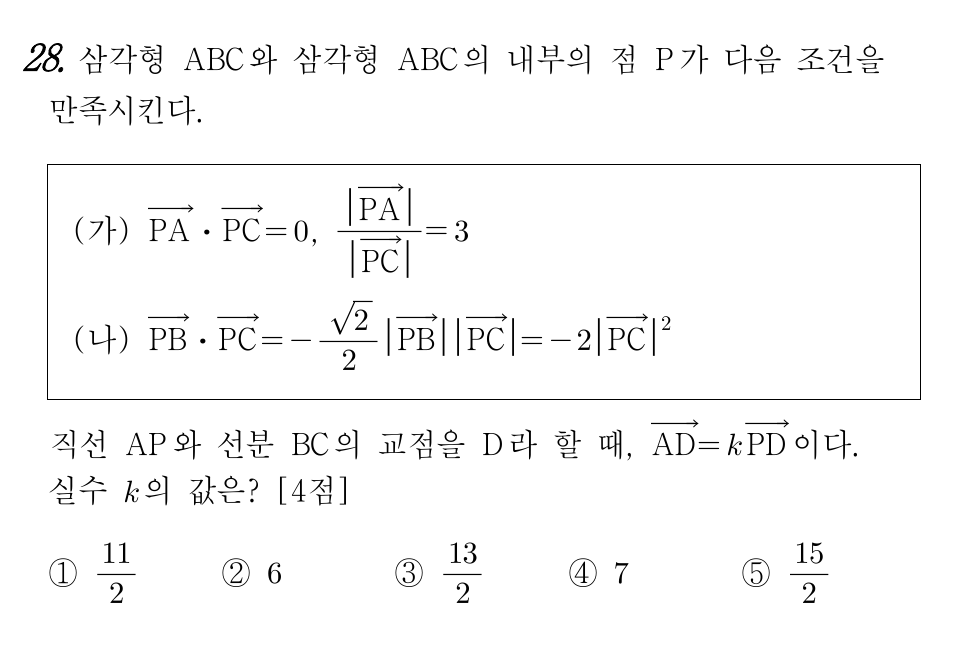 28. 삼각형 ABC와 삼각형 ABC의 내부의 점 P가 다음 조건을
만족시킨다.
(가) $\overrightarrow{PA} \cdot \overrightarrow{PC} = 0, \frac{|\overrightarrow{PA}|}{|\overrightarrow{PC}|} = 3$
(나) $\overrightarrow{PB} \cdot \overrightarrow{PC} = -\frac{\sqrt{2}}{2}|\overrightarrow{PB}||\overrightarrow{PC}| = -2|\overrightarrow{PC}|^2$
직선 AP와 선분 BC의 교점을 D라 할 때, $\overrightarrow{AD} = k\overrightarrow{PD}$이다.
실수 $k$의 값은? [4점]
① $\frac{11}{2}$ ② 6 ③ $\frac{13}{2}$ ④ 7 ⑤ $\frac{15}{2}$